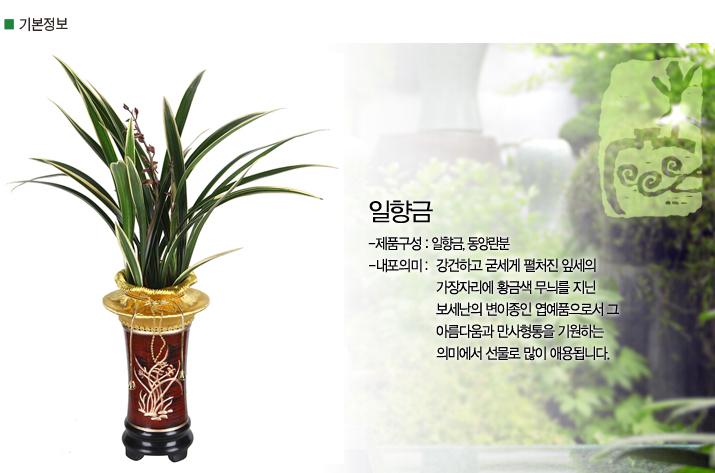 기본정보
일향금
-제품구성 : 일향금, 동양란분
-내포의미 : 강건하고 굳세게 펼쳐진 잎세의
가장자리에 황금색 무늬를 지닌
보세난의 변이종인 엽예품으로서 그
아름다움과 만사형통을 기원하는
의미에서 선물로 많이 애용됩니다.